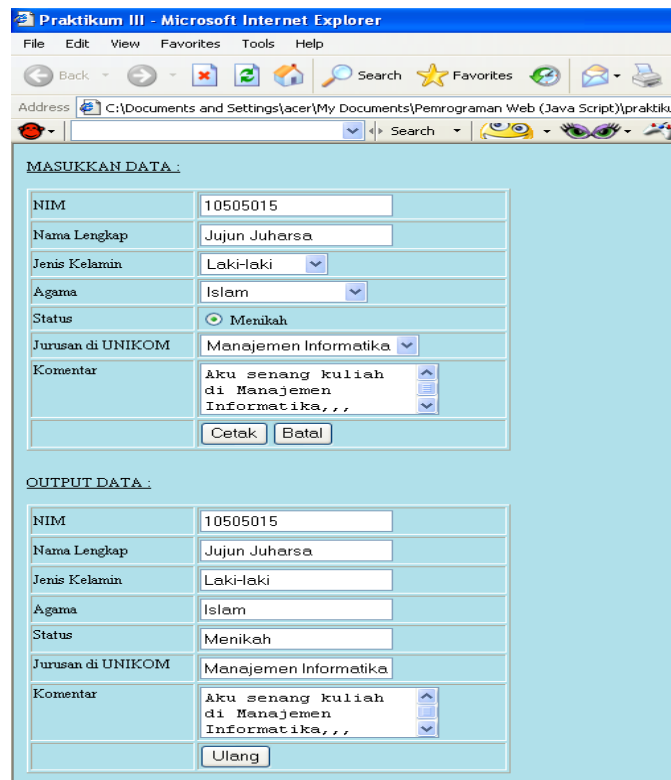 Praktikum III - Microsoft Internet Explorer
File Edit View Favorites Tools Help
Back Search Favorites
Address C:\Documents and Settings\acer\My Documents\Pemrograman Web (Java Script)\praktiku
Search
MASUKKAN DATA :
NIM 10505015
Nama Lengkap Jujun Juharsa
Jenis Kelamin Laki-laki
Agama Islam
Status Menikah
Jurusan di UNIKOM Manajemen Informatika
Komentar Aku senang kuliah
di Manajemen
Informatika,,,
Cetak Batal
OUTPUT DATA :
NIM 10505015
Nama Lengkap Jujun Juharsa
Jenis Kelamin Laki-laki
Agama Islam
Status Menikah
Jurusan di UNIKOM Manajemen Informatika
Komentar Aku senang kuliah
di Manajemen
Informatika,,,
Ulang